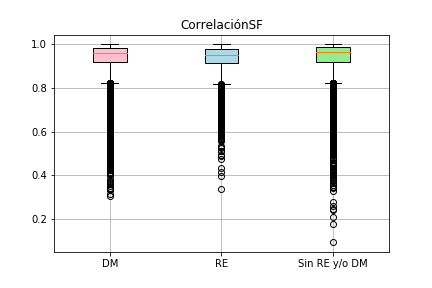 CorrelaciónSF
1.0
0.8
0.6
0.4
0.2
DM
RE
Sin RE y/o DM